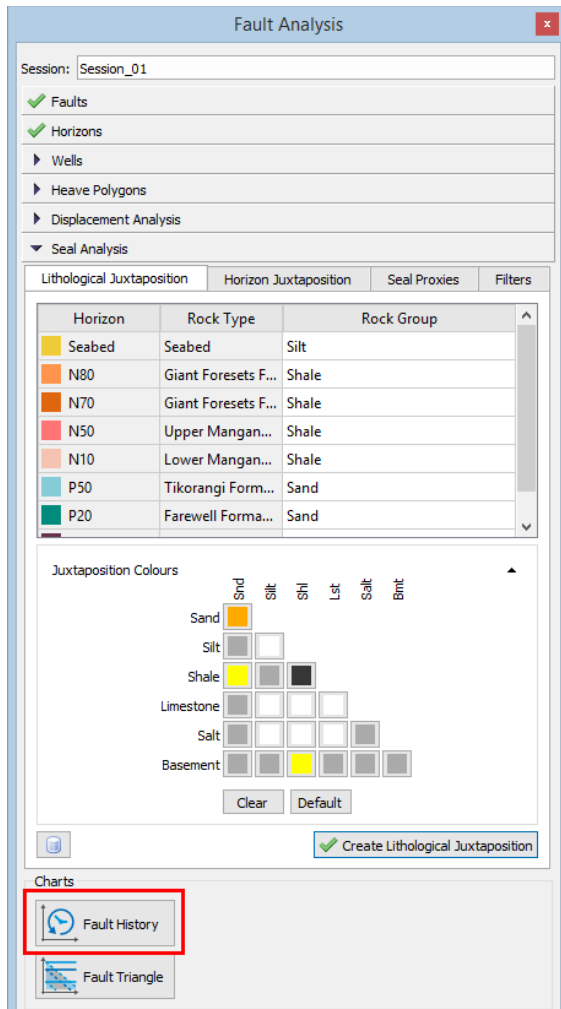 Fault Analysis
x
Session: Session_01
Faults
Horizons
Wells
Heave Polygons
Displacement Analysis
Seal Analysis
Lithological Juxtaposition Horizon Juxtaposition Seal Proxies Filters
Horizon Rock Type Rock Group
Seabed Seabed Silt
N80 Giant Foresets F... Shale
N70 Giant Foresets F... Shale
N50 Upper Mangan... Shale
N10 Lower Mangan... Shale
P50 Tikorangi Form... Sand
P20 Farewell Forma... Sand
Juxtaposition Colours
Snd Silt Shl Lst Salt Bmt
Sand
Silt
Shale
Limestone
Salt
Basement
Clear Default
Create Lithological Juxtaposition
Charts
Fault History
Fault Triangle